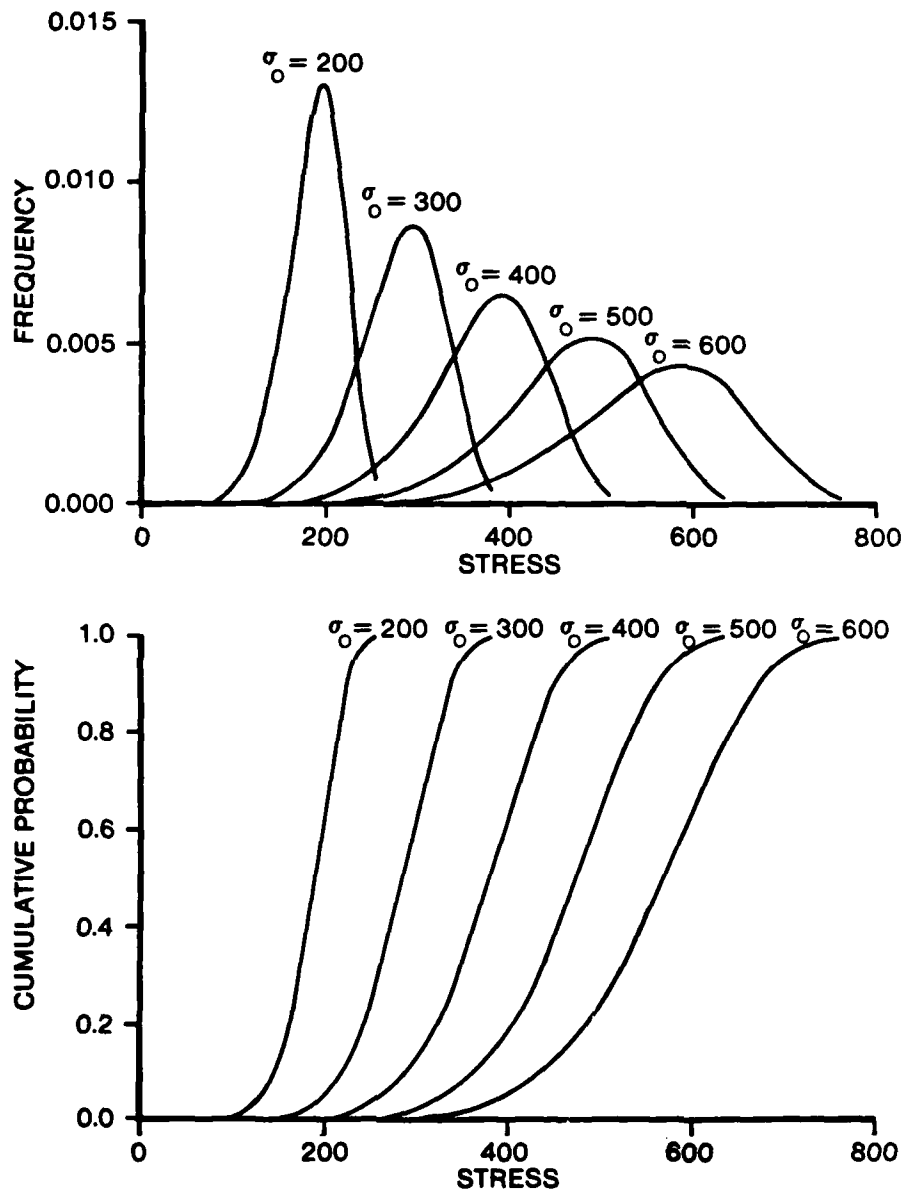 0.015
0.010
0.005
0.000
FREQUENCY
σO = 200
σO = 300
σO = 400
σO = 500
σO = 600
0 200 400 600 800
STRESS
1.0
0.8
0.6
0.4
0.2
0.0
CUMULATIVE PROBABILITY
σO = 200 σO = 300 σO = 400 σO = 500 σO = 600
0 200 400 600 800
STRESS